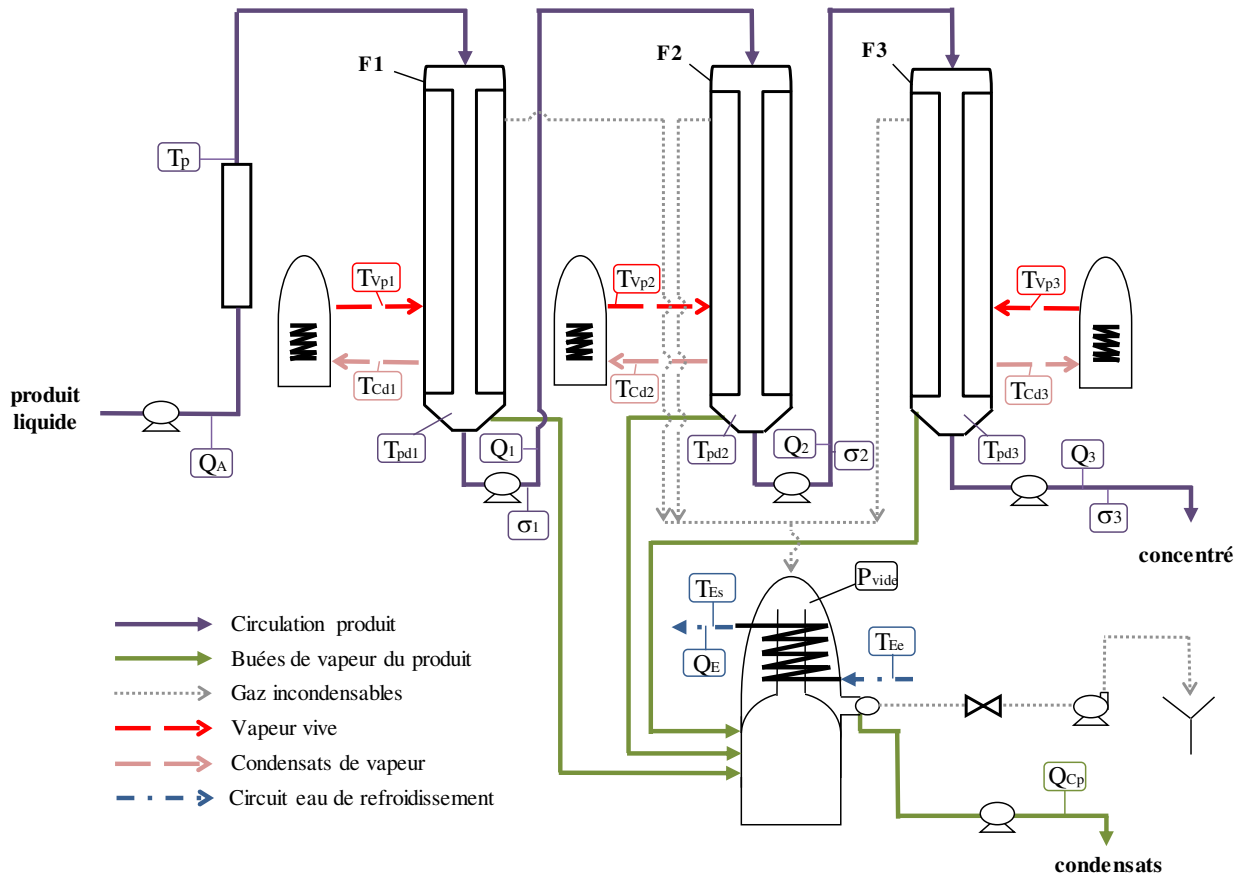 F1
F2
F3
Tp
TVp1
TVp2
TVp3
TCd1
TCd2
TCd3
produit
liquide
QA
Tpd1
Q1
σ1
Tpd2
Q2
σ2
Tpd3
Q3
σ3
concentré
Pvide
TEs
QE
TEe
Circulation produit
Buées de vapeur du produit
Gaz incondensables
Vapeur vive
Condensats de vapeur
Circuit eau de refroidissement
QCp
condensats